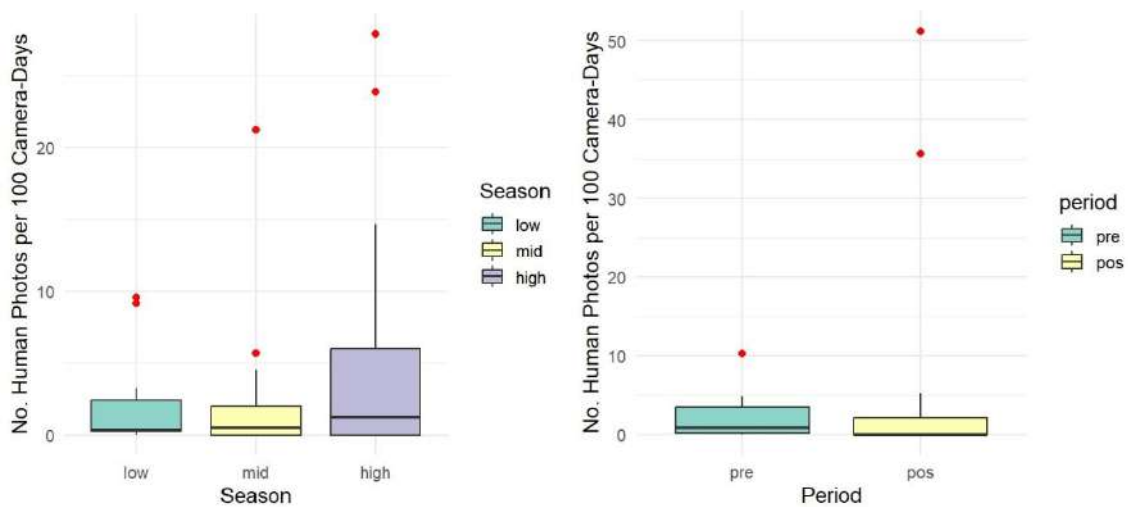 No. Human Photos per 100 Camera-Days
20
10
0
low
mid
high
Season
Season
low
mid
high
No. Human Photos per 100 Camera-Days
50
40
30
20
10
0
pre
pos
Period
period
pre
pos